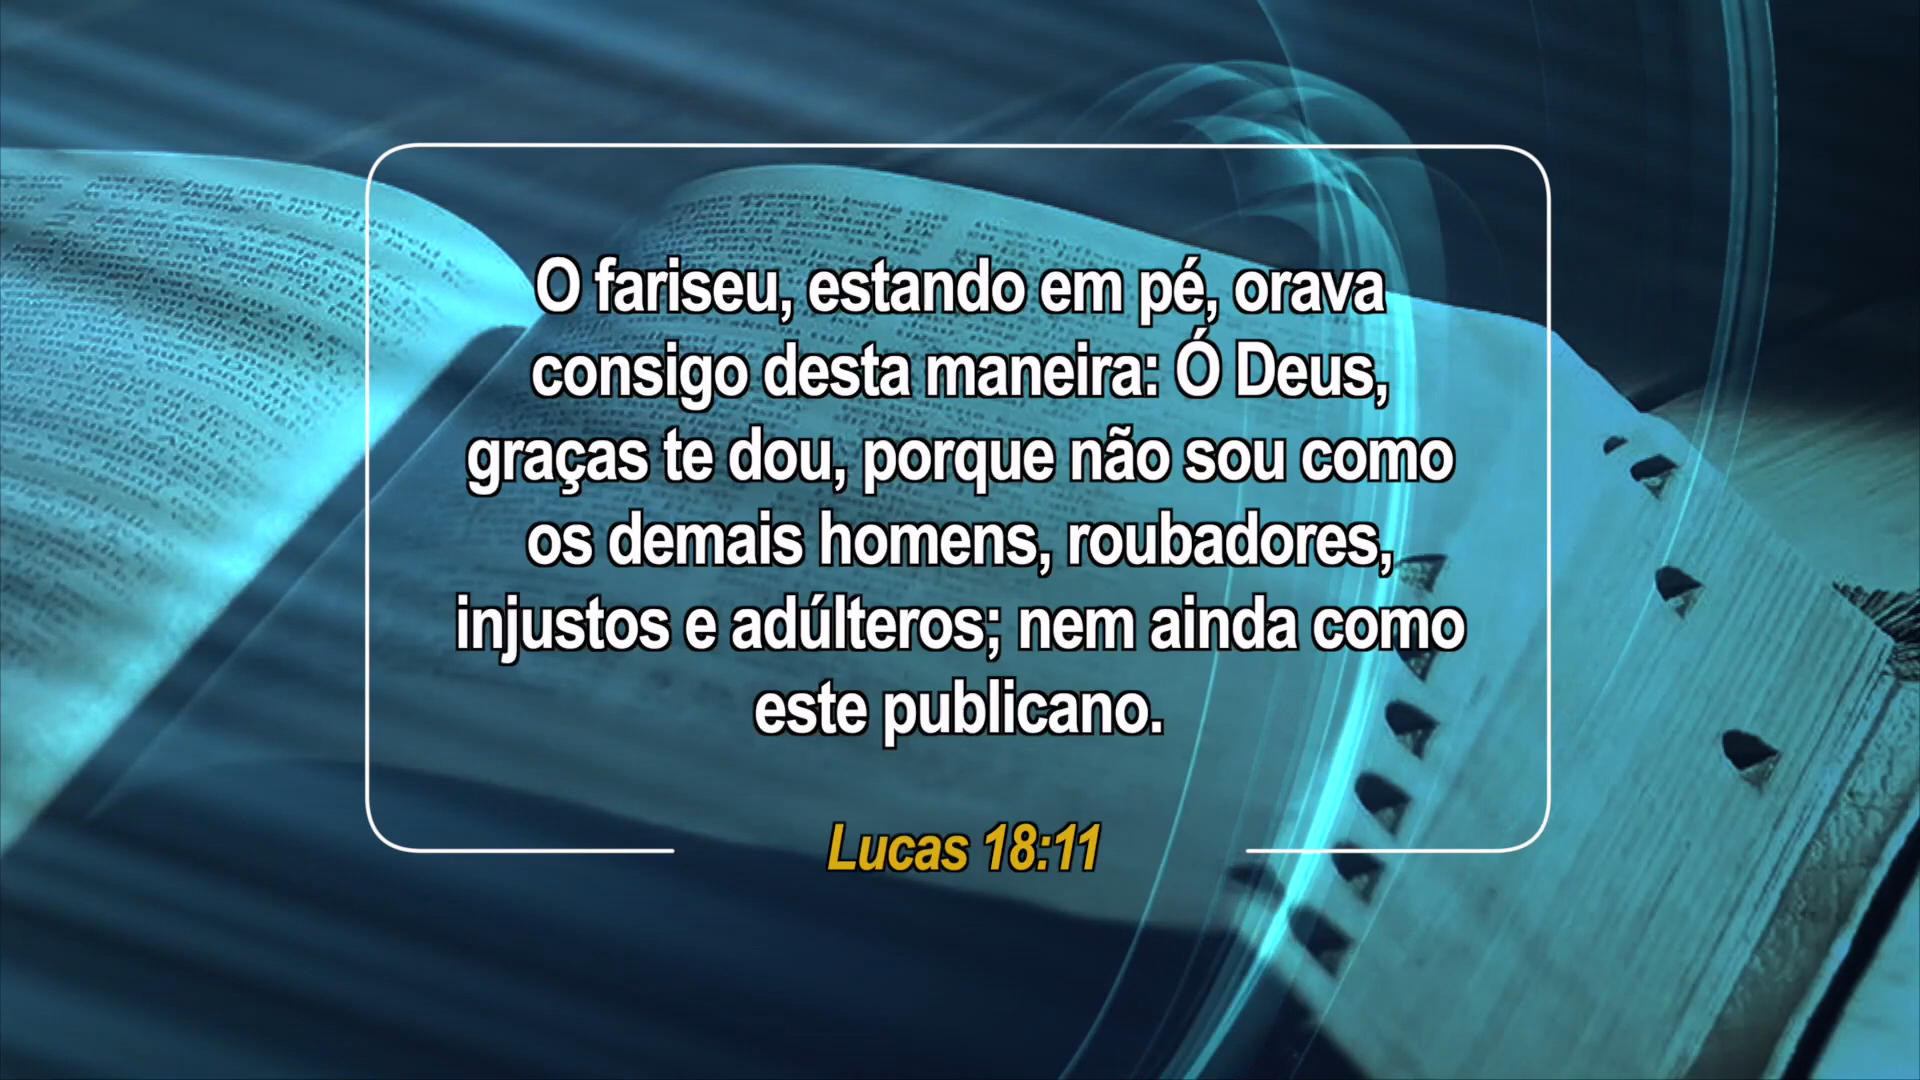 O fariseu, estando em pé, orava
consigo desta maneira: Ó Deus,
graças te dou, porque não sou como
os demais homens, roubadores,
injustos e adúlteros; nem ainda como
este publicano.
Lucas 18:11